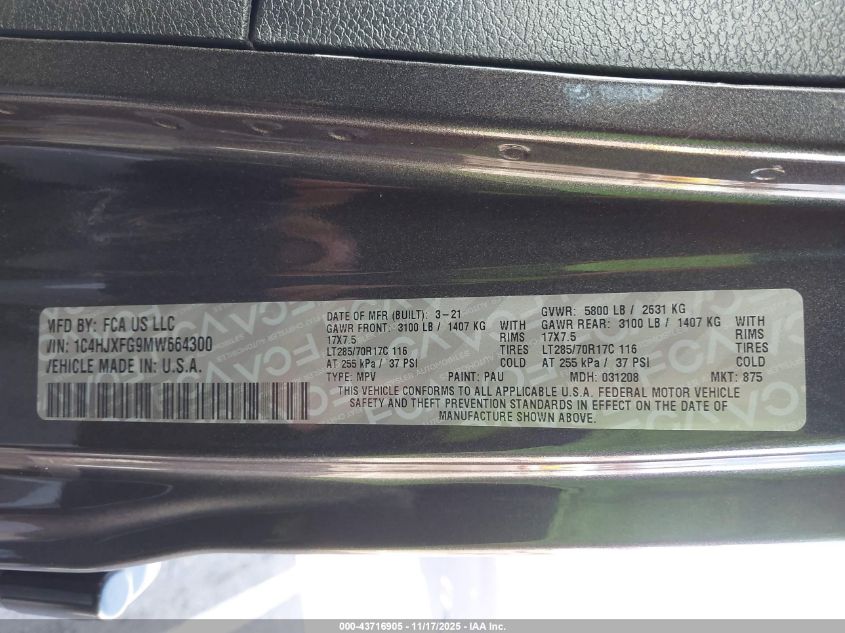 MFD BY: FCA US LLC
VIN: 1C4HJXFG9MW664300
VEHICLE MADE IN: U.S.A.
DATE OF MFR (BUILT): 3-21
GVWR: 5800 LB / 2631 KG
GAWR FRONT: 3100 LB / 1407 KG WITH GAWR REAR: 3100 LB / 1407 KG WITH
17X7.5 RIMS 17X7.5 RIMS
LT285/70R17C 116 TIRES LT285/70R17C 116 TIRES
AT 255 kPa / 37 PSI COLD AT 255 kPa / 37 PSI COLD
TYPE: MPV PAINT: PAU MDH: 031208 MKT: 875
THIS VEHICLE CONFORMS TO ALL APPLICABLE U.S.A. FEDERAL MOTOR VEHICLE
SAFETY AND THEFT PREVENTION STANDARDS IN EFFECT ON THE DATE OF
MANUFACTURE SHOWN ABOVE.
000-43716905 — 11/17/2025 — IAA Inc.